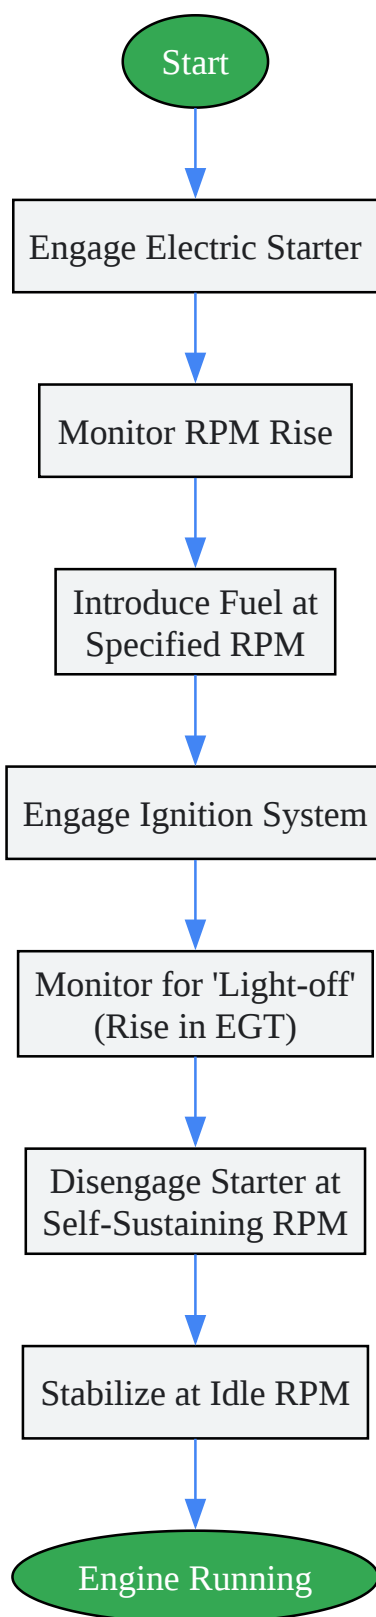 Start
Engage Electric Starter
Monitor RPM Rise
Introduce Fuel at
Specified RPM
Engage Ignition System
Monitor for 'Light-off'
(Rise in EGT)
Disengage Starter at
Self-Sustaining RPM
Stabilize at Idle RPM
Engine Running